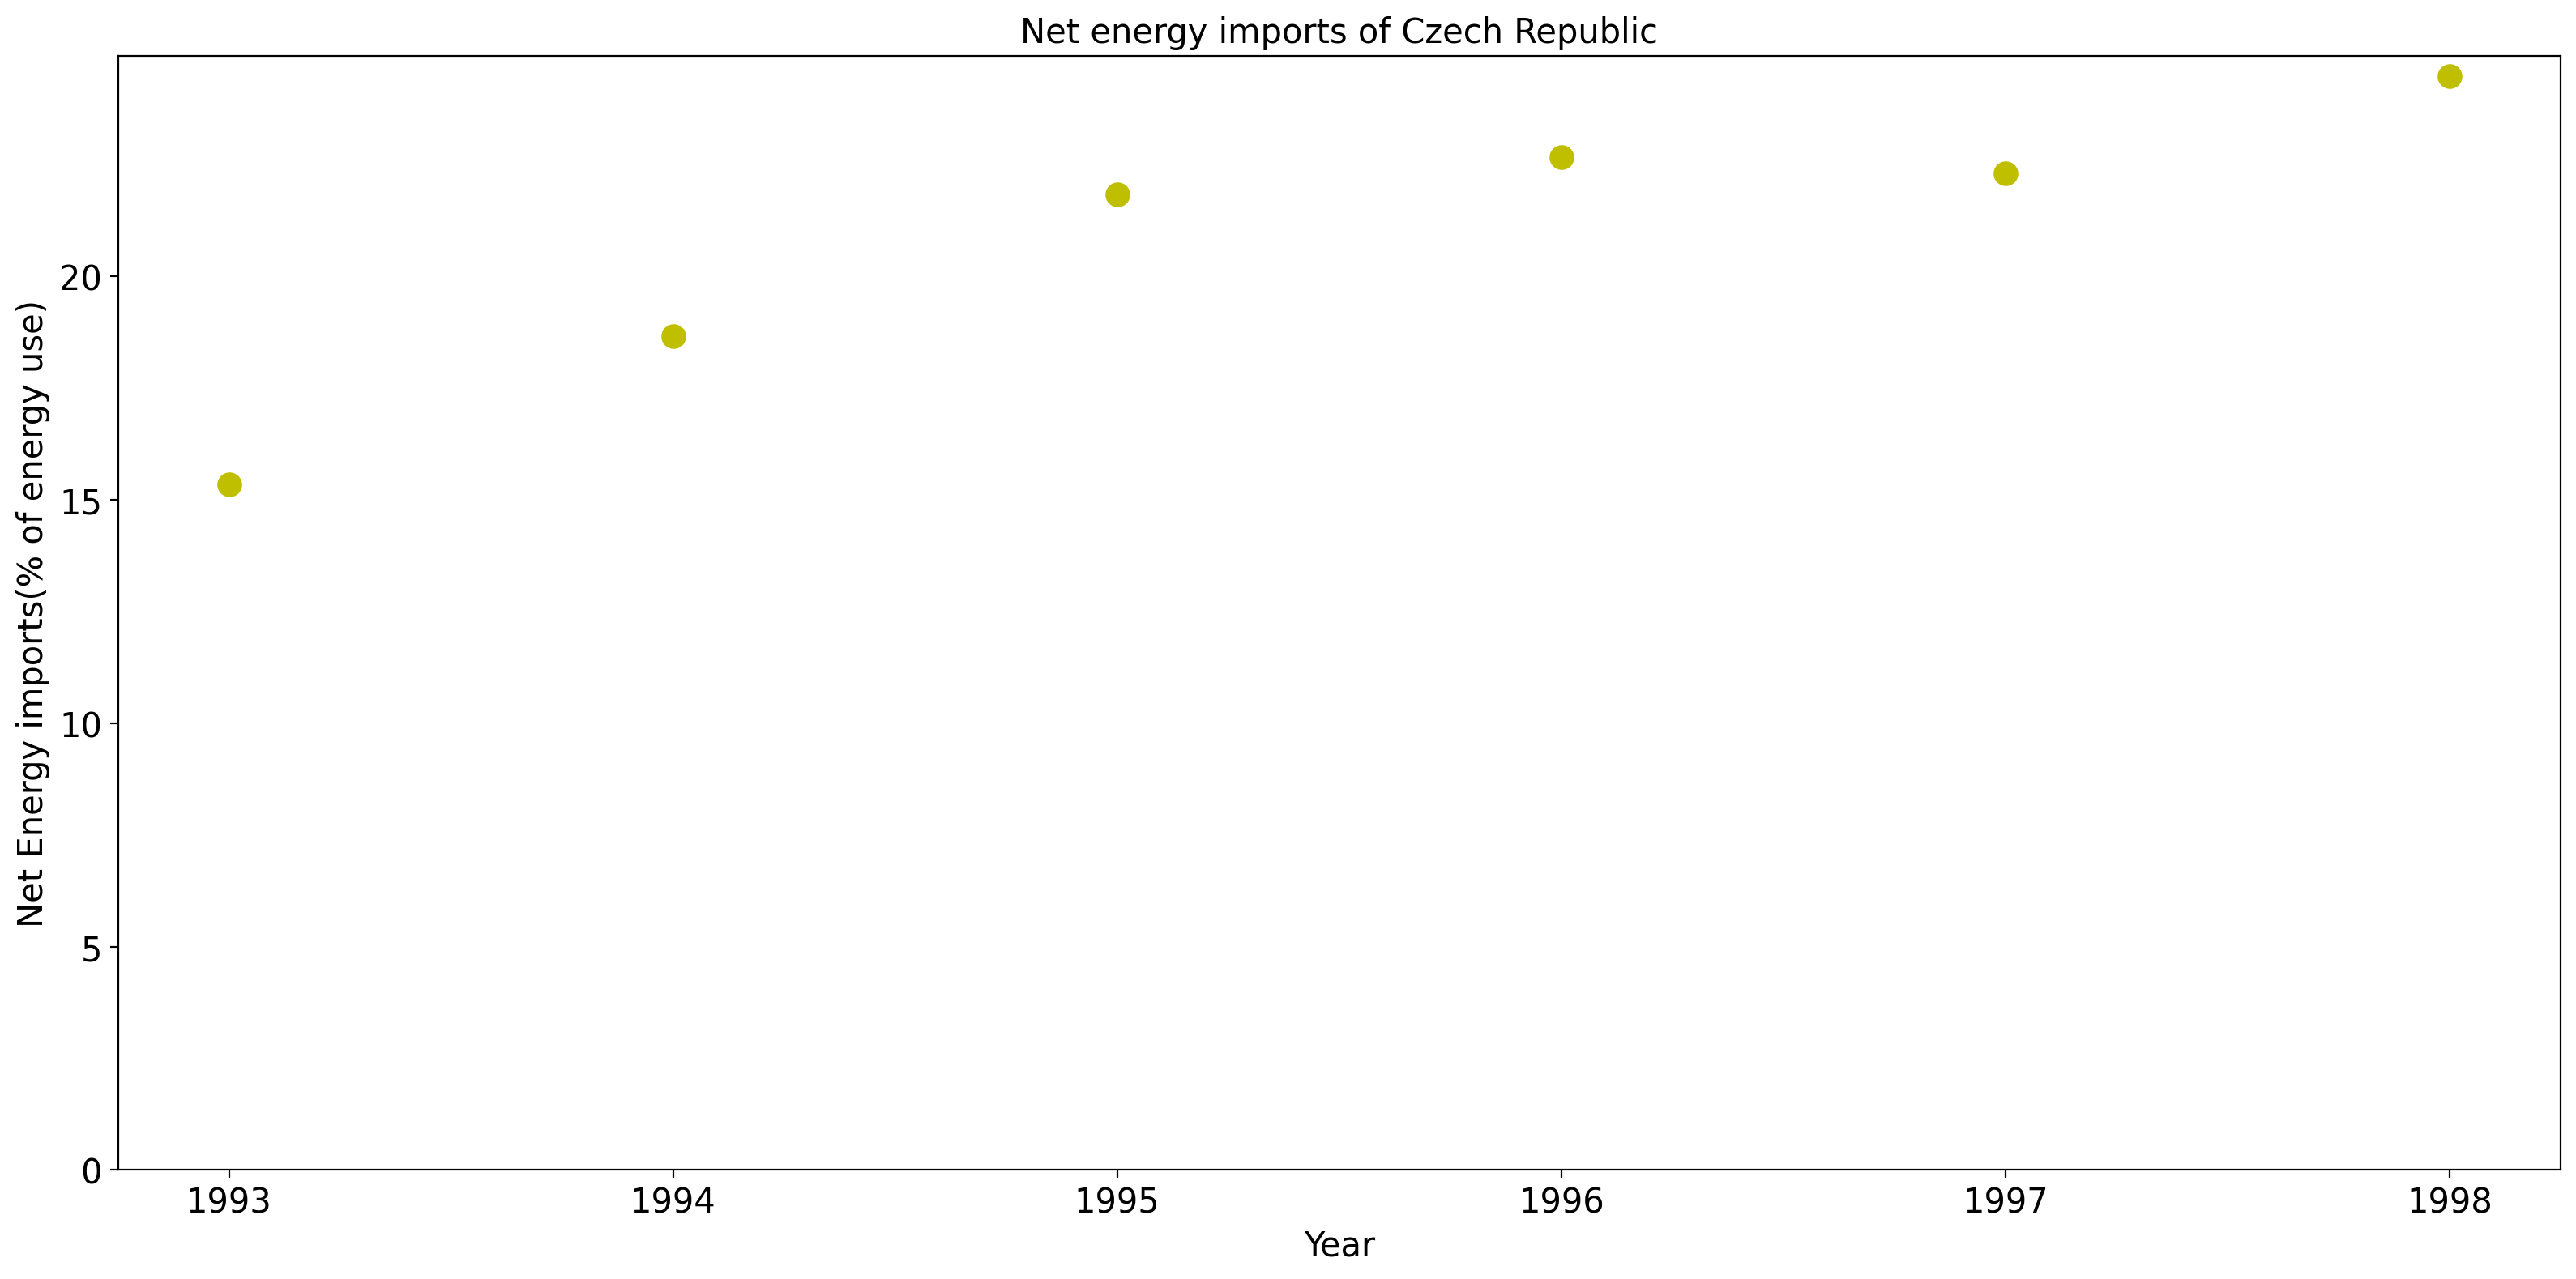 Net energy imports of Czech Republic
Net Energy imports(% of energy use)
20
15
10
5
0
1993 1994 1995 1996 1997 1998
Year